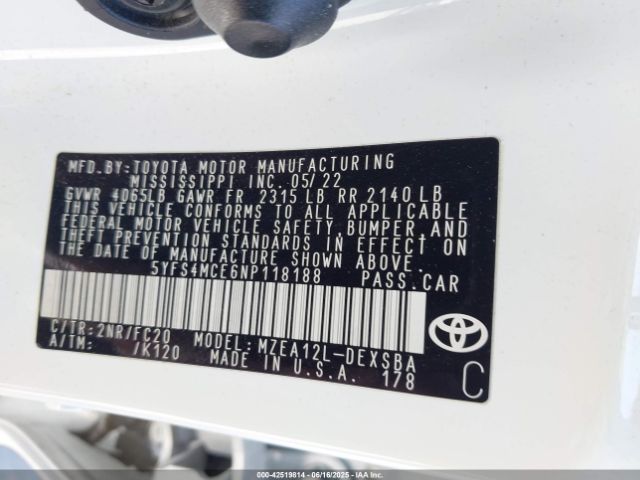 MFD.BY:TOYOTA MOTOR MANUFACTURING
MISSISSIPPI INC. 05/22
GVWR 4065LB GAWR FR 2315 LB RR 2140 LB
THIS VEHICLE CONFORMS TO ALL APPLICABLE
FEDERAL MOTOR VEHICLE SAFETY,BUMPER,AND
THEFT PREVENTION STANDARDS IN EFFECT ON
THE DATE OF MANUFACTURE SHOWN ABOVE.
5YFS4MCE6NP118188 PASS.CAR
C/TR:2NR/FC20 MODEL:MZEA12L-DEXSBA
A/TM: /K120 MADE IN U.S.A. 178
C
000-42519814 | 06/16/2025 - Copyright © IAA